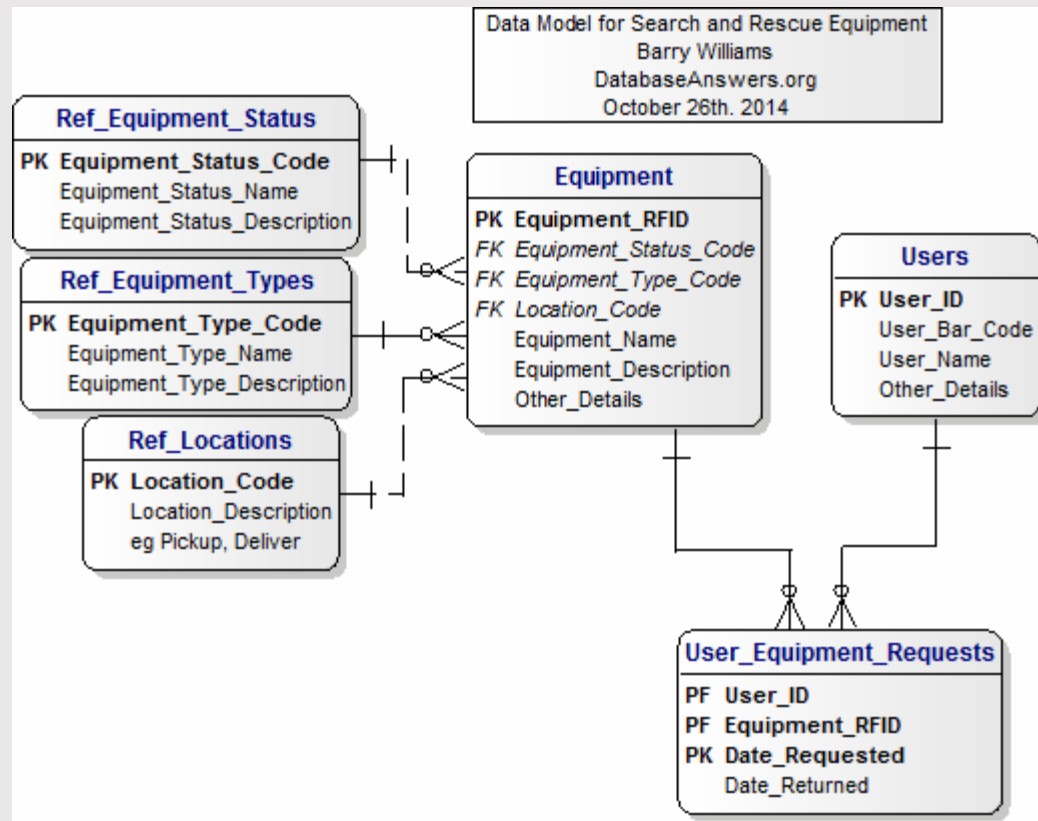 Data Model for Search and Rescue Equipment
Barry Williams
DatabaseAnswers.org
October 26th. 2014
Ref_Equipment_Status
PK Equipment_Status_Code
Equipment_Status_Name
Equipment_Status_Description
Ref_Equipment_Types
PK Equipment_Type_Code
Equipment_Type_Name
Equipment_Type_Description
Ref_Locations
PK Location_Code
Location_Description
eg Pickup, Deliver
Equipment
PK Equipment_RFID
FK Equipment_Status_Code
FK Equipment_Type_Code
FK Location_Code
Equipment_Name
Equipment_Description
Other_Details
Users
PK User_ID
User_Bar_Code
User_Name
Other_Details
User_Equipment_Requests
PF User_ID
PF Equipment_RFID
PK Date_Requested
Date_Returned